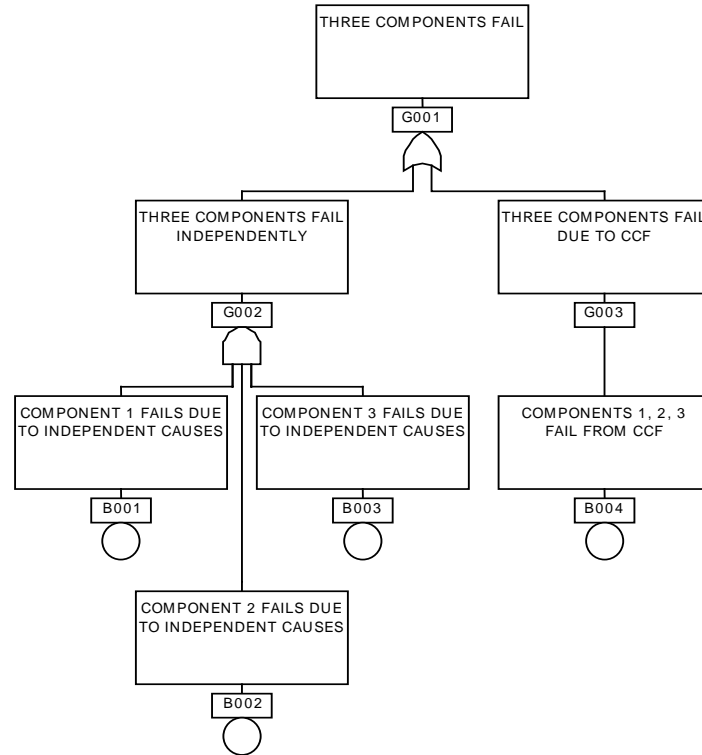 THREE COMPONENTS FAIL
G001
THREE COMPONENTS FAIL
INDEPENDENTLY
G002
THREE COMPONENTS FAIL
DUE TO CCF
G003
COMPONENT 1 FAILS DUE
TO INDEPENDENT CAUSES
B001
COMPONENT 3 FAILS DUE
TO INDEPENDENT CAUSES
B003
COMPONENTS 1, 2, 3
FAIL FROM CCF
B004
COMPONENT 2 FAILS DUE
TO INDEPENDENT CAUSES
B002